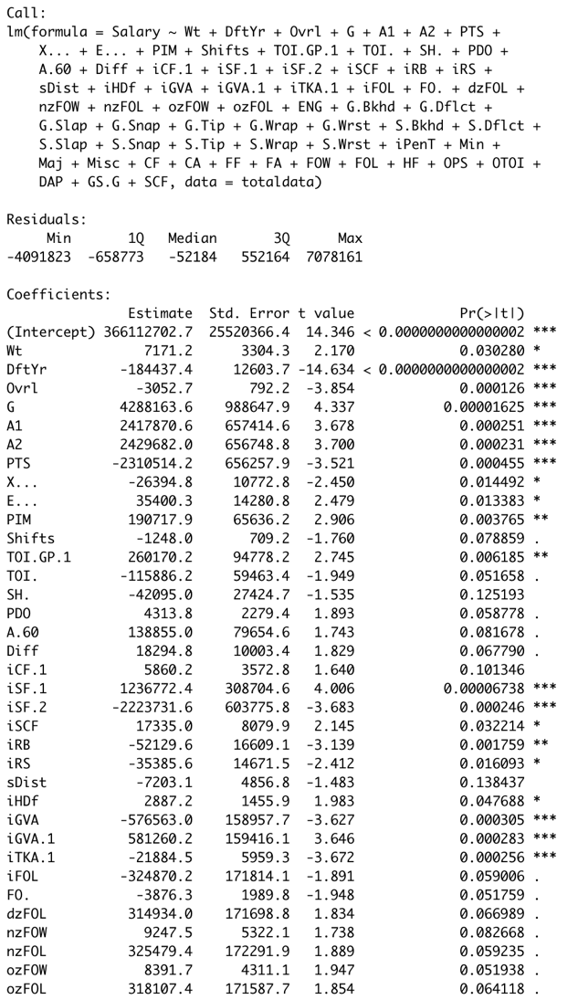 Call:
lm(formula = Salary ~ Wt + DftYr + Ovrl + G + A1 + A2 + PTS +
    X... + E... + PIM + Shifts + TOI.GP.1 + TOI. + SH. + PDO +
    A.60 + Diff + iCF.1 + iSF.1 + iSF.2 + iSCF + iRB + iRS +
    sDist + iHDf + iGVA + iGVA.1 + iTKA.1 + iFOL + FO. + dzFOL +
    nzFOW + nzFOL + ozFOW + ozFOL + ENG + G.Bkhd + G.Dflct +
    G.Slap + G.Snap + G.Tip + G.Wrap + G.Wrst + S.Bkhd + S.Dflct +
    S.Slap + S.Snap + S.Tip + S.Wrap + S.Wrst + iPenT + Min +
    Maj + Misc + CF + CA + FF + FA + FOW + FOL + HF + OPS + OTOI +
    DAP + GS.G + SCF, data = totaldata)
Residuals:
     Min       1Q   Median       3Q      Max
-4091823  -658773   -52184   552164  7078161
Coefficients:
               Estimate  Std. Error t value             Pr(>|t|)
(Intercept) 366112702.7  25520366.4  14.346 < 0.0000000000000002 ***
Wt               7171.2      3304.3   2.170             0.030280 *
DftYr         -184437.4     12603.7 -14.634 < 0.0000000000000002 ***
Ovrl            -3052.7       792.2  -3.854             0.000126 ***
G             4288163.6    988647.9   4.337           0.00001625 ***
A1            2417870.6    657414.6   3.678             0.000251 ***
A2            2429682.0    656748.8   3.700             0.000231 ***
PTS          -2310514.2    656257.9  -3.521             0.000455 ***
X...           -26394.8     10772.8  -2.450             0.014492 *
E...            35400.3     14280.8   2.479             0.013383 *
PIM            190717.9     65636.2   2.906             0.003765 **
Shifts          -1248.0       709.2  -1.760             0.078859 .
TOI.GP.1       260170.2     94778.2   2.745             0.006185 **
TOI.          -115886.2     59463.4  -1.949             0.051658 .
SH.            -42095.0     27424.7  -1.535             0.125193
PDO              4313.8      2279.4   1.893             0.058778 .
A.60           138855.0     79654.6   1.743             0.081678 .
Diff            18294.8     10003.4   1.829             0.067790 .
iCF.1            5860.2      3572.8   1.640             0.101346
iSF.1         1236772.4    308704.6   4.006           0.00006738 ***
iSF.2        -2223731.6    603775.8  -3.683             0.000246 ***
iSCF            17335.0      8079.9   2.145             0.032214 *
iRB            -52129.6     16609.1  -3.139             0.001759 **
iRS            -35385.6     14671.5  -2.412             0.016093 *
sDist           -7203.1      4856.8  -1.483             0.138437
iHDf             2887.2      1455.9   1.983             0.047688 *
iGVA          -576563.0    158957.7  -3.627             0.000305 ***
iGVA.1         581260.2    159416.1   3.646             0.000283 ***
iTKA.1         -21884.5      5959.3  -3.672             0.000256 ***
iFOL          -324870.2    171814.1  -1.891             0.059006 .
FO.             -3876.3      1989.8  -1.948             0.051759 .
dzFOL          314934.0    171698.8   1.834             0.066989 .
nzFOW            9247.5      5322.1   1.738             0.082668 .
nzFOL          325479.4    172291.9   1.889             0.059235 .
ozFOW            8391.7      4311.1   1.947             0.051938 .
ozFOL          318107.4    171587.7   1.854             0.064118 .